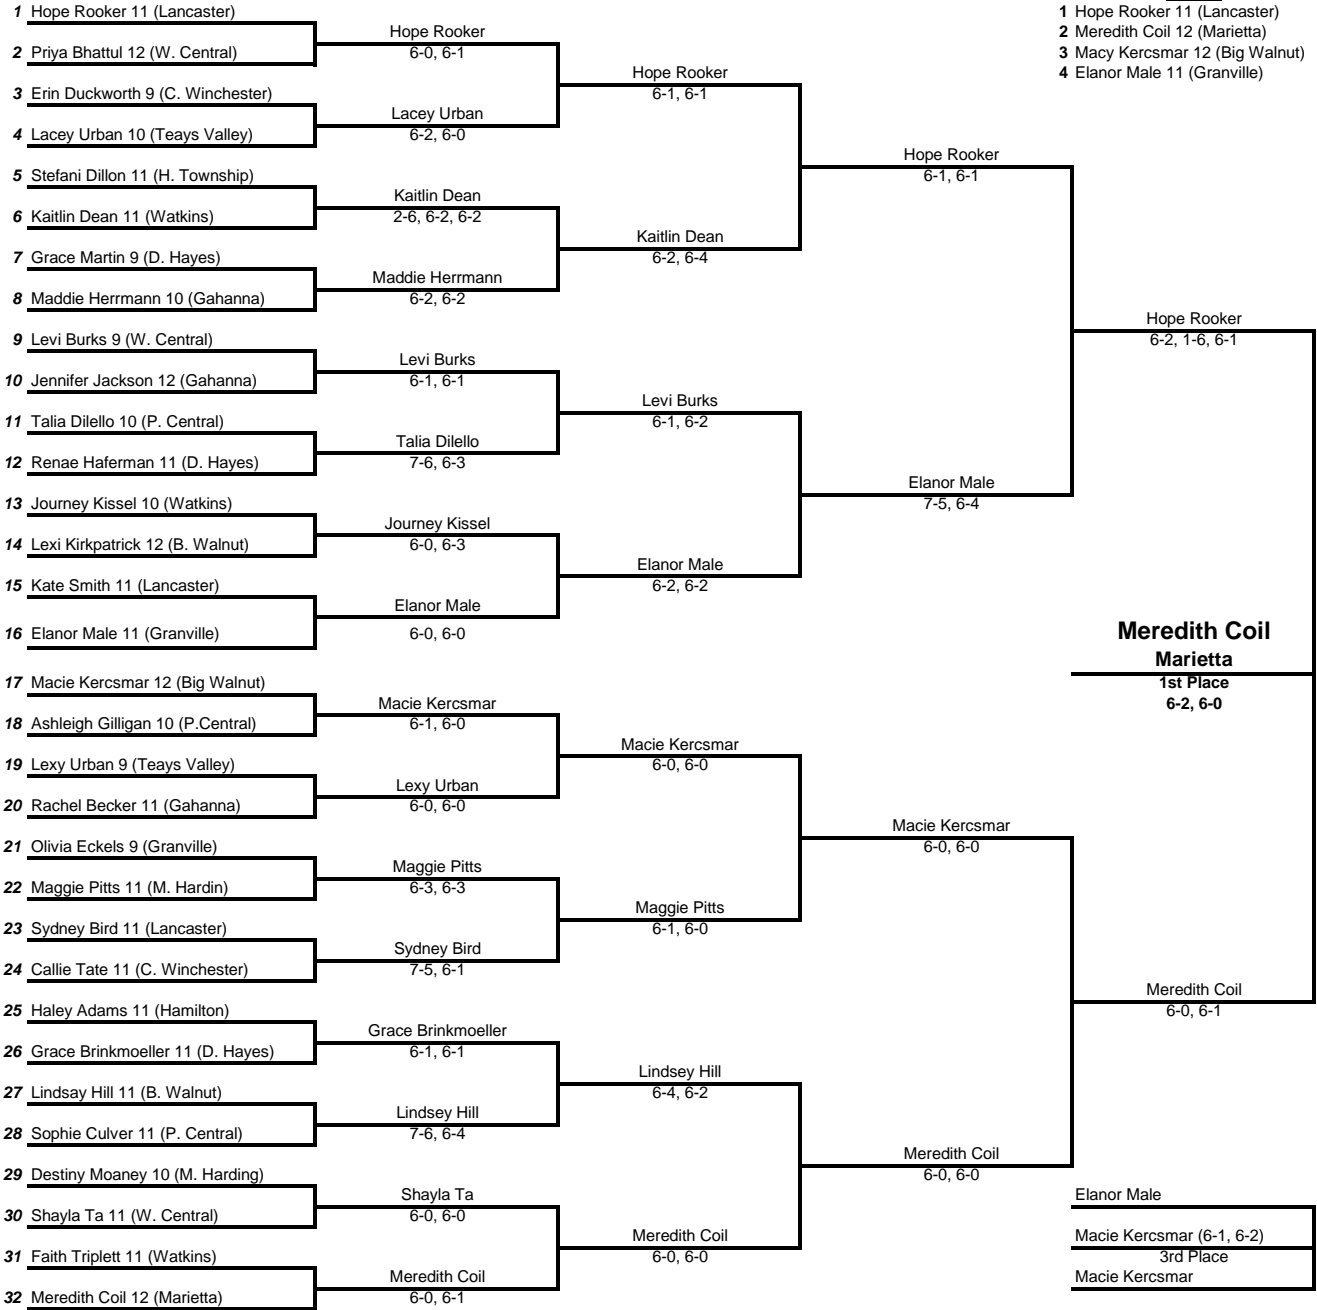 1 Hope Rooker 11 (Lancaster)
2 Priya Bhattul 12 (W. Central)
3 Erin Duckworth 9 (C. Winchester)
4 Lacey Urban 10 (Teays Valley)
5 Stefani Dillon 11 (H. Township)
6 Kaitlin Dean 11 (Watkins)
7 Grace Martin 9 (D. Hayes)
8 Maddie Herrmann 10 (Gahanna)
9 Levi Burks 9 (W. Central)
10 Jennifer Jackson 12 (Gahanna)
11 Talia Dilello 10 (P. Central)
12 Renae Haferman 11 (D. Hayes)
13 Journey Kissel 10 (Watkins)
14 Lexi Kirkpatrick 12 (B. Walnut)
15 Kate Smith 11 (Lancaster)
16 Elanor Male 11 (Granville)
17 Macie Kercsmar 12 (Big Walnut)
18 Ashleigh Gilligan 10 (P.Central)
19 Lexy Urban 9 (Teays Valley)
20 Rachel Becker 11 (Gahanna)
21 Olivia Eckels 9 (Granville)
22 Maggie Pitts 11 (M. Hardin)
23 Sydney Bird 11 (Lancaster)
24 Callie Tate 11 (C. Winchester)
25 Haley Adams 11 (Hamilton)
26 Grace Brinkmoeller 11 (D. Hayes)
27 Lindsay Hill 11 (B. Walnut)
28 Sophie Culver 11 (P. Central)
29 Destiny Moaney 10 (M. Harding)
30 Shayla Ta 11 (W. Central)
31 Faith Triplett 11 (Watkins)
32 Meredith Coil 12 (Marietta)
Hope Rooker
6-0, 6-1
Lacey Urban
6-2, 6-0
Kaitlin Dean
2-6, 6-2, 6-2
Maddie Herrmann
6-2, 6-2
Levi Burks
6-1, 6-1
Talia Dilello
7-6, 6-3
Journey Kissel
6-0, 6-3
Elanor Male
6-0, 6-0
Macie Kercsmar
6-1, 6-0
Lexy Urban
6-0, 6-0
Maggie Pitts
6-3, 6-3
Sydney Bird
7-5, 6-1
Grace Brinkmoeller
6-1, 6-1
Lindsey Hill
7-6, 6-4
Shayla Ta
6-0, 6-0
Meredith Coil
6-0, 6-1
Hope Rooker
6-1, 6-1
Kaitlin Dean
6-2, 6-4
Levi Burks
6-1, 6-2
Elanor Male
6-2, 6-2
Macie Kercsmar
6-0, 6-0
Maggie Pitts
6-1, 6-0
Lindsey Hill
6-4, 6-2
Meredith Coil
6-0, 6-0
Hope Rooker
6-1, 6-1
Elanor Male
7-5, 6-4
Macie Kercsmar
6-0, 6-0
Meredith Coil
6-0, 6-0
1 Hope Rooker 11 (Lancaster)
2 Meredith Coil 12 (Marietta)
3 Macy Kercsmar 12 (Big Walnut)
4 Elanor Male 11 (Granville)
Hope Rooker
6-2, 1-6, 6-1
Meredith Coil
Marietta
1st Place
6-2, 6-0
Meredith Coil
6-0, 6-1
Elanor Male
Macie Kercsmar (6-1, 6-2)
3rd Place
Macie Kercsmar